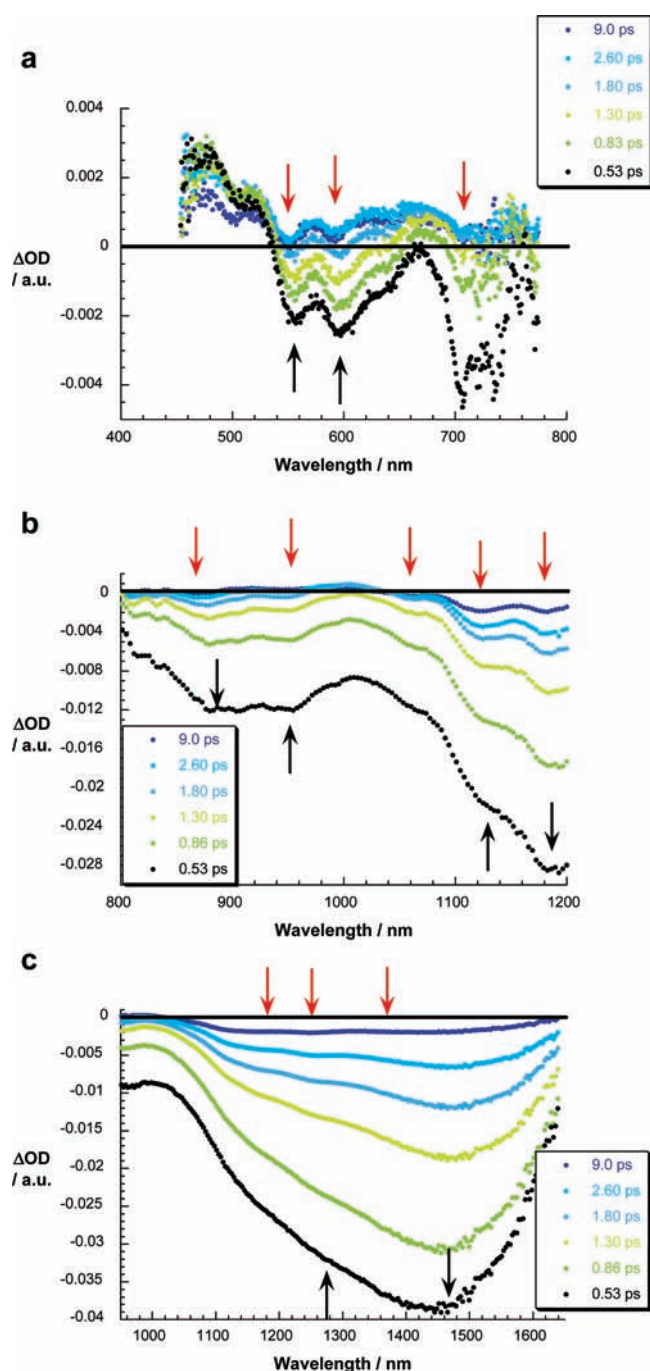 a
9.0 ps
2.60 ps
1.80 ps
1.30 ps
0.83 ps
0.53 ps
0.004
0.002
0
-0.002
-0.004
ΔOD
/ a.u.
400 500 600 700 800
Wavelength / nm
b
0
-0.004
-0.008
-0.012
-0.016
-0.02
-0.024
-0.028
ΔOD
/ a.u.
9.0 ps
2.60 ps
1.80 ps
1.30 ps
0.86 ps
0.53 ps
800 900 1000 1100 1200
Wavelength / nm
c
0
-0.005
-0.01
-0.015
-0.02
-0.025
-0.03
-0.035
-0.04
ΔOD
/ a.u.
9.0 ps
2.60 ps
1.80 ps
1.30 ps
0.86 ps
0.53 ps
1000 1100 1200 1300 1400 1500 1600
Wavelength / nm